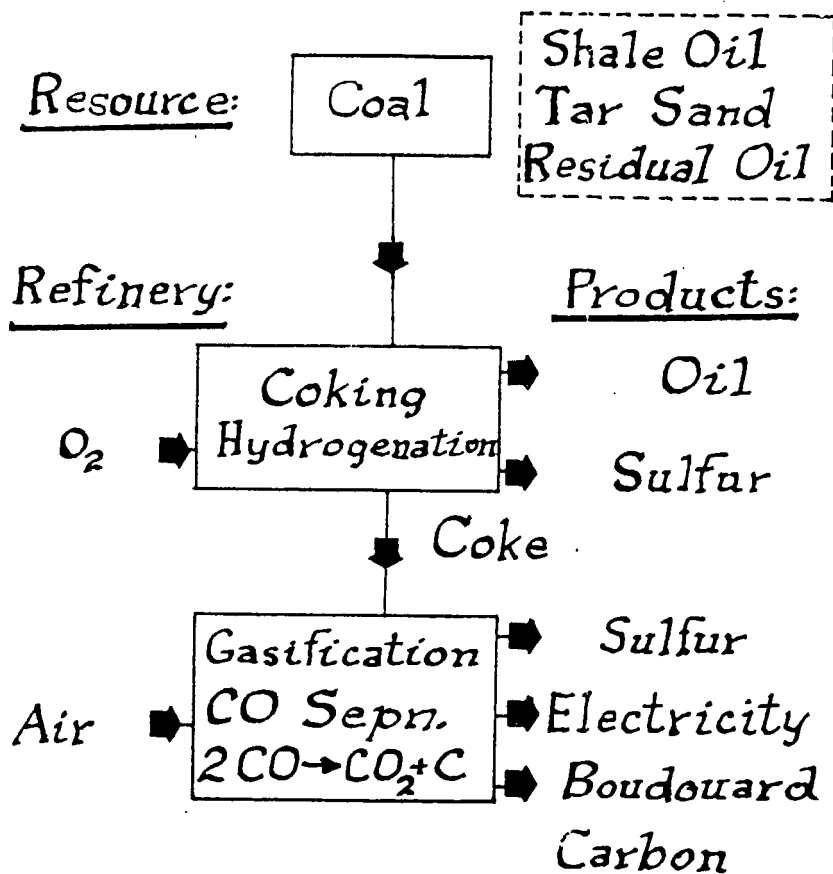 Resource:
Coal
Shale Oil
Tar Sand
Residual Oil
Refinery:
Products:
Coking
Hydrogenation
O₂
Oil
Sulfur
Coke
Gasification
CO Sepn.
2CO→CO₂+C
Air
Sulfur
Electricity
Boudouard
Carbon